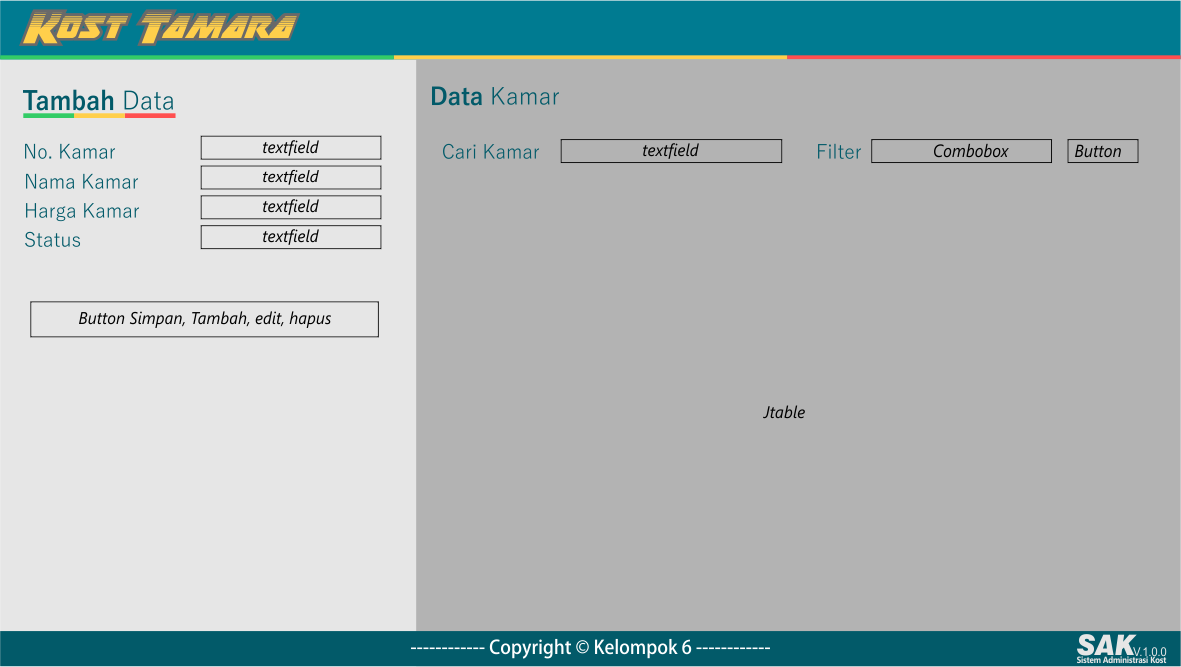 Kost Tamara
Tambah Data
No. Kamar textfield
Nama Kamar textfield
Harga Kamar textfield
Status textfield
Button Simpan, Tambah, edit, hapus
Data Kamar
Cari Kamar textfield Filter Combobox Button
Jtable
------------ Copyright © Kelompok 6 ------------
SAK V.1.0.0
Sistem Administrasi Kost